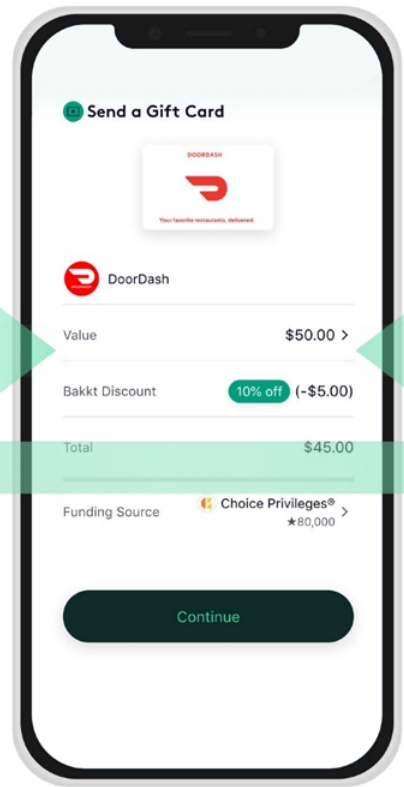 Send a Gift Card
DOORDASH
Your favorite restaurants, delivered.
DoorDash
Value $50.00 >
Bakkt Discount 10% off (-$5.00)
Total $45.00
Funding Source Choice Privileges® >
★80,000
Continue